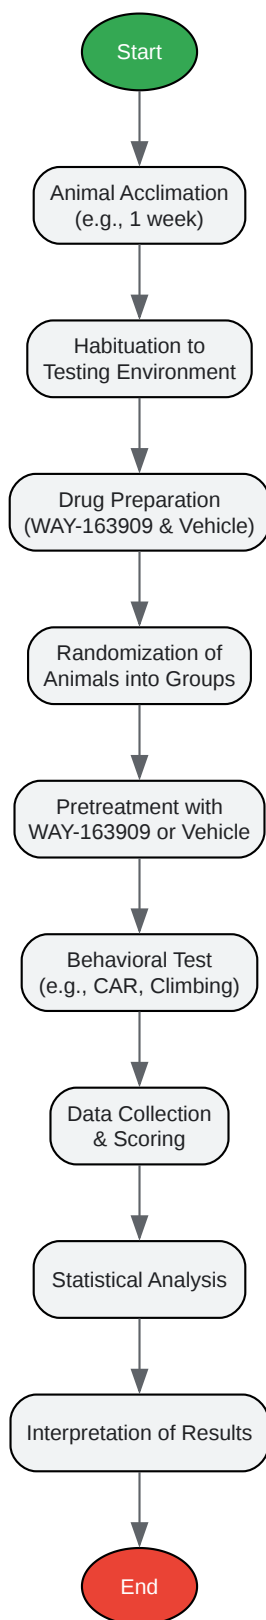 Start
Animal Acclimation
(e.g., 1 week)
Habituation to
Testing Environment
Drug Preparation
(WAY-163909 & Vehicle)
Randomization of
Animals into Groups
Pretreatment with
WAY-163909 or Vehicle
Behavioral Test
(e.g., CAR, Climbing)
Data Collection
& Scoring
Statistical Analysis
Interpretation of Results
End